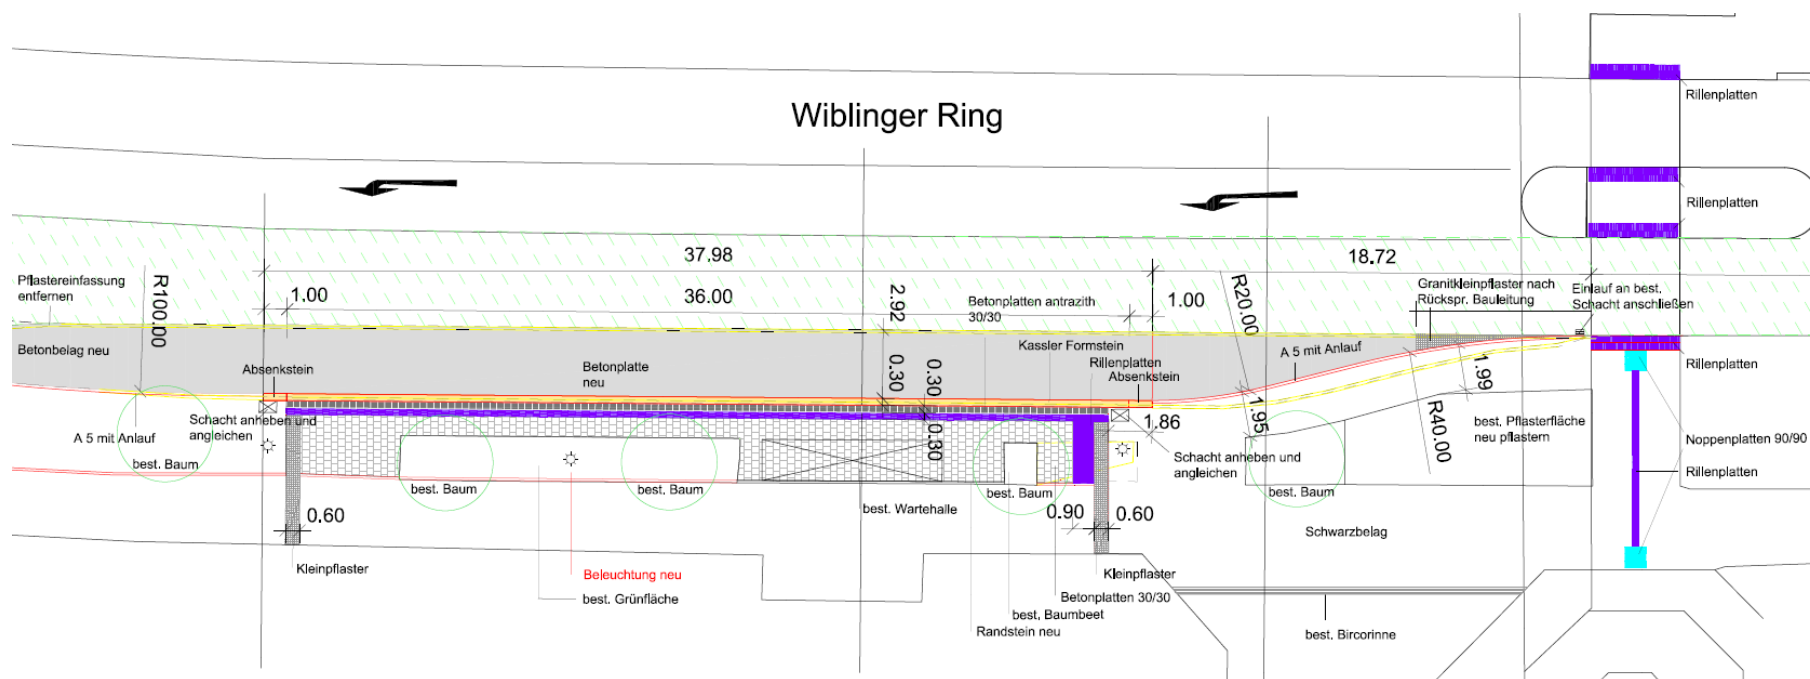 Wiblinger Ring
Rillenplatten
Rillenplatten
37.98
18.72
Pflastereinfassung
entfernen
R100.00
1.00
36.00
2.92
Betonplatten antrazith
30/30
1.00
R20.00
Granitkleinpflaster nach
Rückspr. Bauleitung
Einlauf an best.
Schacht anschließen
Betonbelag neu
Kassler Formstein
A 5 mit Anlauf
Rillenplatten
Absenkstein
Absenkstein
Betonplatte
neu
0.30
0.30
1.99
Rillenplatten
Schacht anheben und
angleichen
A 5 mit Anlauf
best. Baum
0.30
1.86
1.95
R40.00
best. Pflasterfläche
neu pflastern
Noppenplatten 90/90
Rillenplatten
Schacht anheben und
angleichen
best. Baum
best. Baum
best. Baum
best. Baum
0.60
best. Wartehalle
0.90
0.60
Schwarzbelag
Kleinpflaster
Beleuchtung neu
best. Grünfläche
Kleinpflaster
Betonplatten 30/30
best. Baumbeet
Randstein neu
best. Bircorinne